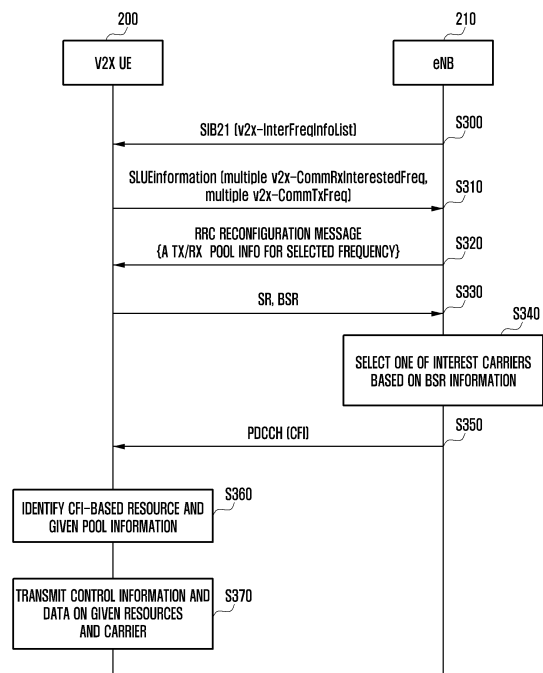 200
210
V2X UE
eNB
SIB21 (v2x-InterFreqInfoList)
S300
SLUEinformation (multiple v2x-CommRxInterestedFreq,
multiple v2x-CommTxFreq)
S310
RRC RECONFIGURATION MESSAGE
{A TX/RX POOL INFO FOR SELECTED FREQUENCY}
S320
SR, BSR
S330
S340
SELECT ONE OF INTEREST CARRIERS
BASED ON BSR INFORMATION
PDCCH (CFI)
S350
IDENTIFY CFI-BASED RESOURCE AND
GIVEN POOL INFORMATION
S360
TRANSMIT CONTROL INFORMATION AND
DATA ON GIVEN RESOURCES
AND CARRIER
S370